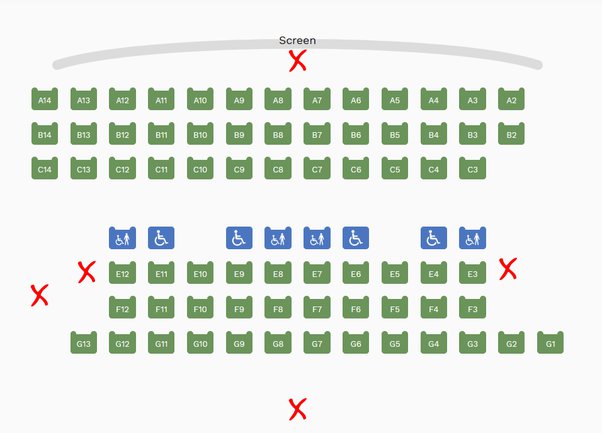 Screen
A14 A13 A12 A11 A10 A9 A8 A7 A6 A5 A4 A3 A2
B14 B13 B12 B11 B10 B9 B8 B7 B6 B5 B4 B3 B2
C14 C13 C12 C11 C10 C9 C8 C7 C6 C5 C4 C3
E12 E11 E10 E9 E8 E7 E6 E5 E4 E3
F12 F11 F10 F9 F8 F7 F6 F5 F4 F3
G13 G12 G11 G10 G9 G8 G7 G6 G5 G4 G3 G2 G1